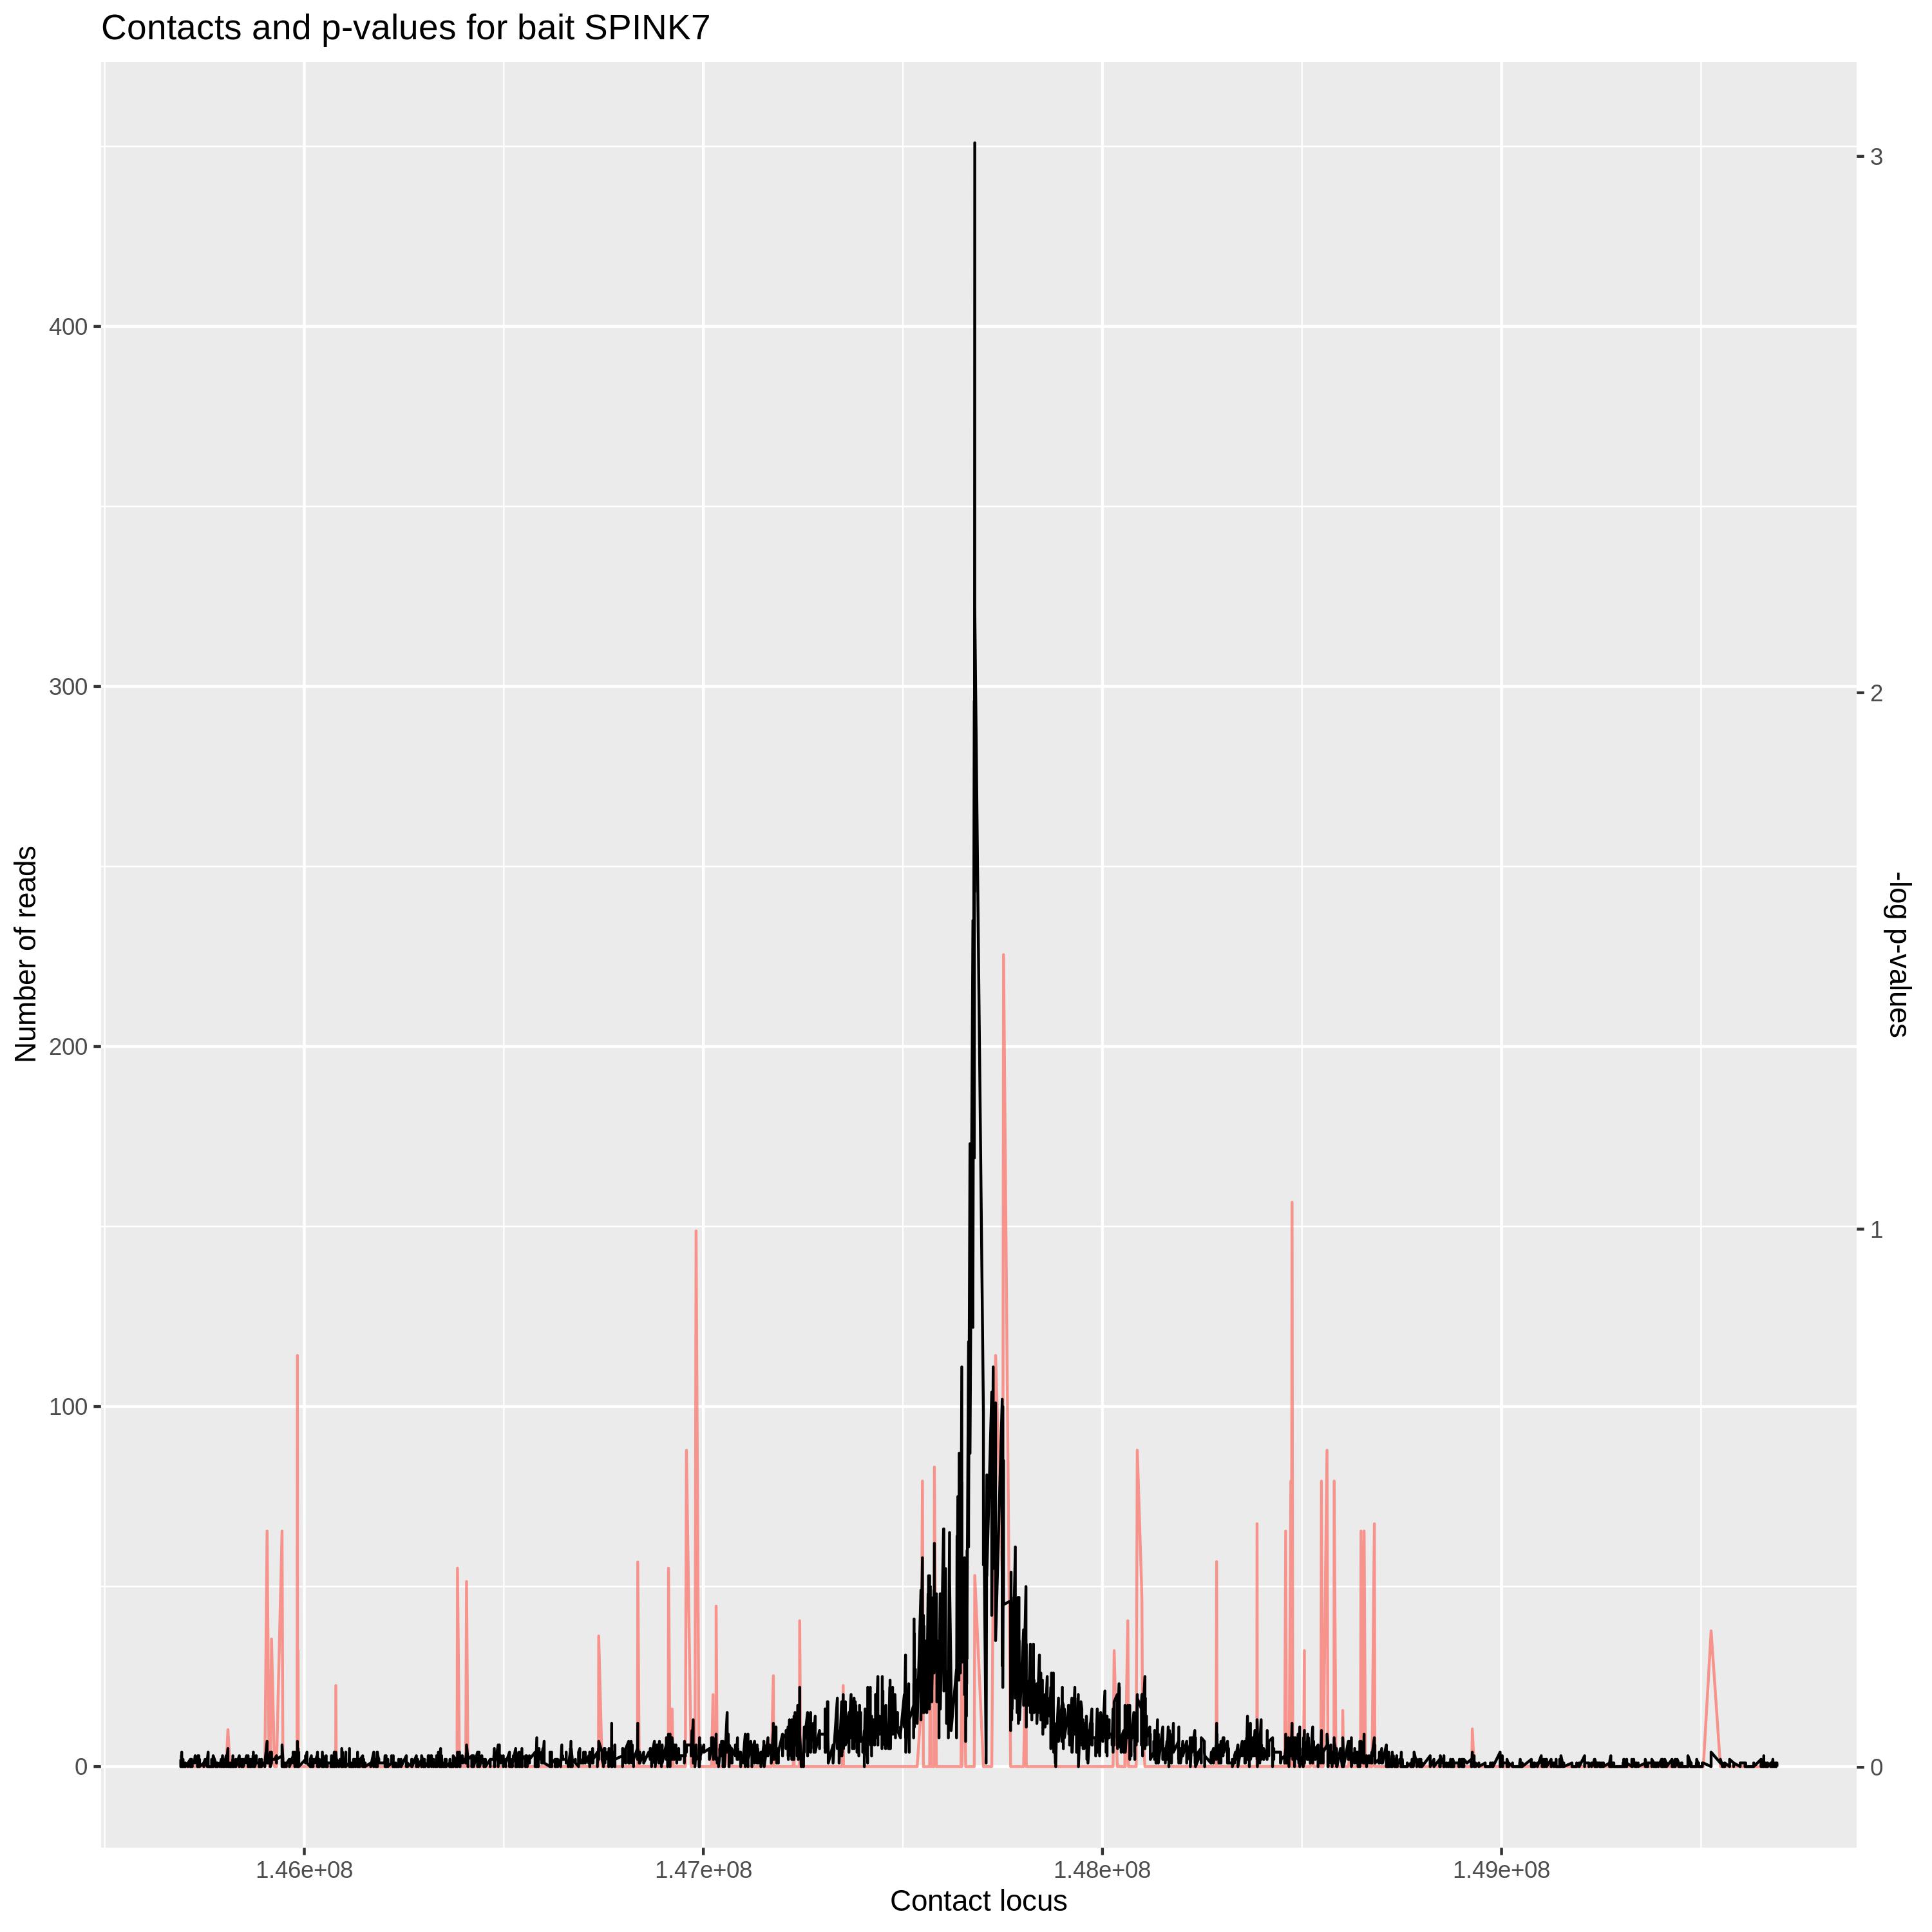 Contacts and p-values for bait SPINK7
Number of reads
400
300
200
100
0
3
2
1
0
-log p-values
1.46e+08
1.47e+08
1.48e+08
1.49e+08
Contact locus